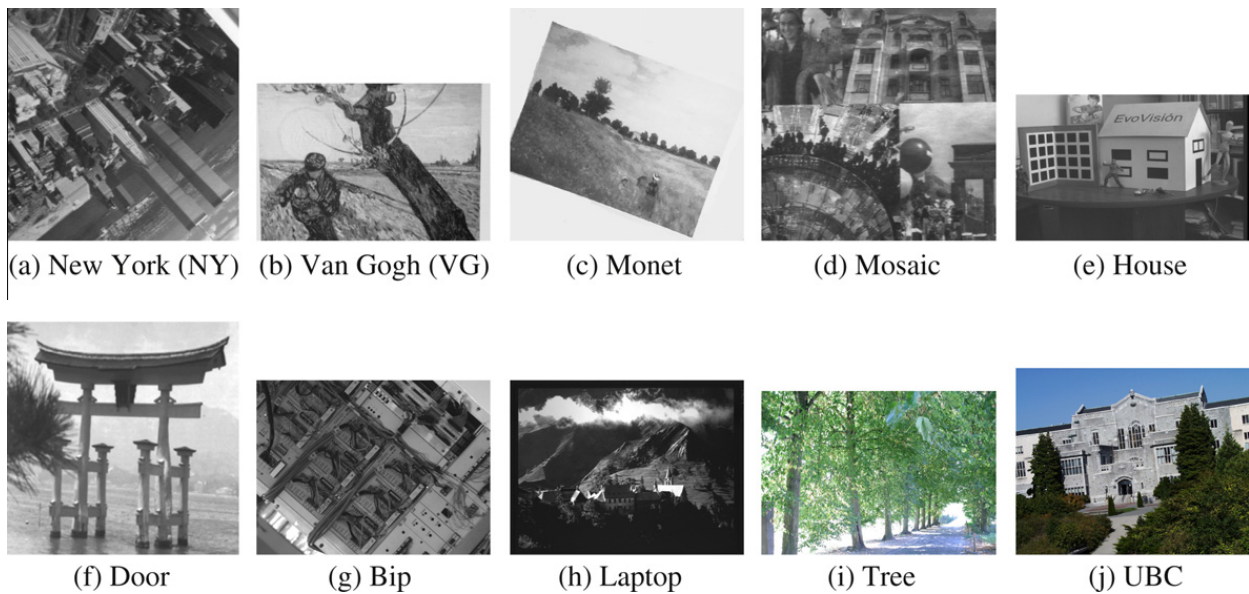 EvoVisión
(a) New York (NY)
(b) Van Gogh (VG)
(c) Monet
(d) Mosaic
(e) House
(f) Door
(g) Bip
(h) Laptop
(i) Tree
(j) UBC